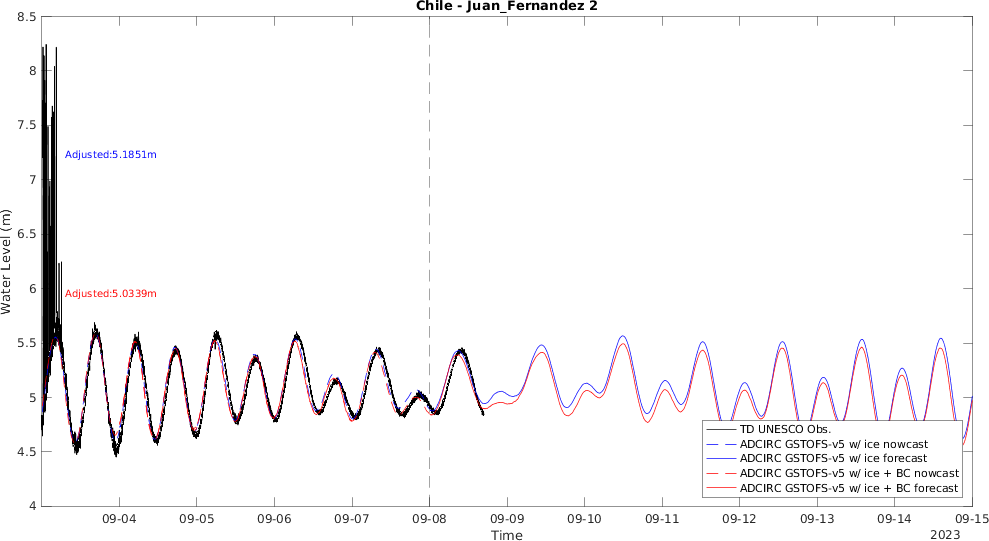 Chile - Juan_Fernandez 2
8.5
8
7.5
7
6.5
6
5.5
5
4.5
4
Water Level (m)
Adjusted:5.1851m
Adjusted:5.0339m
TD UNESCO Obs.
ADCIRC GSTOFS-v5 w/ ice nowcast
ADCIRC GSTOFS-v5 w/ ice forecast
ADCIRC GSTOFS-v5 w/ ice + BC nowcast
ADCIRC GSTOFS-v5 w/ ice + BC forecast
09-04 09-05 09-06 09-07 09-08 09-09 09-10 09-11 09-12 09-13 09-14 09-15
Time
2023